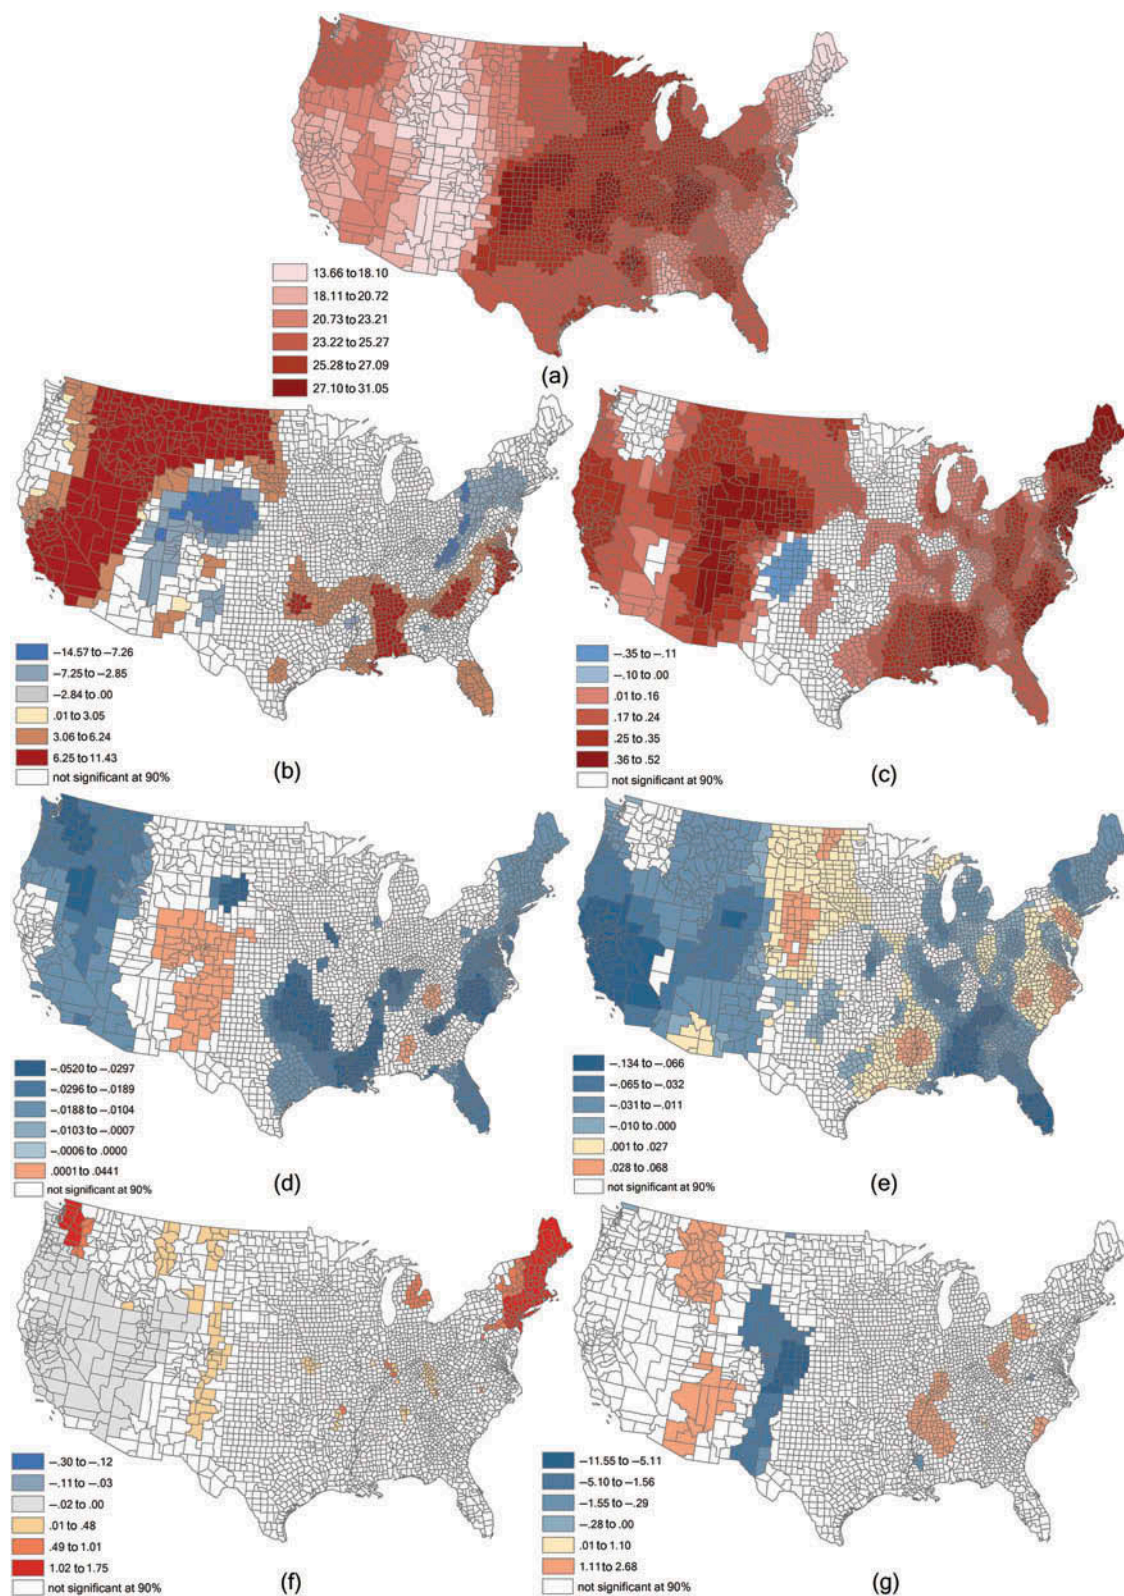 13.66 to 18.10
18.11 to 20.72
20.73 to 23.21
23.22 to 25.27
25.28 to 27.09
27.10 to 31.05
(a)
–14.57 to –7.26
–7.25 to –2.85
–2.84 to .00
.01 to 3.05
3.06 to 6.24
6.25 to 11.43
not significant at 90%
(b)
–.35 to –.11
–.10 to .00
.01 to .16
.17 to .24
.25 to .35
.36 to .52
not significant at 90%
(c)
–.0520 to –.0297
–.0296 to –.0189
–.0188 to –.0104
–.0103 to –.0007
–.0006 to .0000
.0001 to .0441
not significant at 90%
(d)
–.134 to –.066
–.065 to –.032
–.031 to –.011
–.010 to .000
.001 to .027
.028 to .068
not significant at 90%
(e)
–.30 to –.12
–.11 to –.03
–.02 to .00
.01 to .48
.49 to 1.01
1.02 to 1.75
not significant at 90%
(f)
–11.55 to –5.11
–5.10 to –1.56
–1.55 to –.29
–.28 to .00
.01 to 1.10
1.11 to 2.68
not significant at 90%
(g)